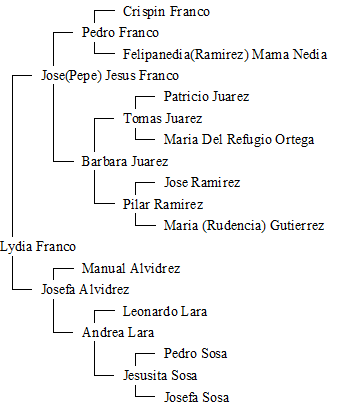 Crispin Franco
Pedro Franco
Felipanedia(Ramirez) Mama Nedia
Jose(Pepe) Jesus Franco
Patricio Juarez
Tomas Juarez
Maria Del Refugio Ortega
Barbara Juarez
Jose Ramirez
Pilar Ramirez
Maria (Rudencia) Gutierrez
Lydia Franco
Manual Alvidrez
Josefa Alvidrez
Leonardo Lara
Andrea Lara
Pedro Sosa
Jesusita Sosa
Josefa Sosa